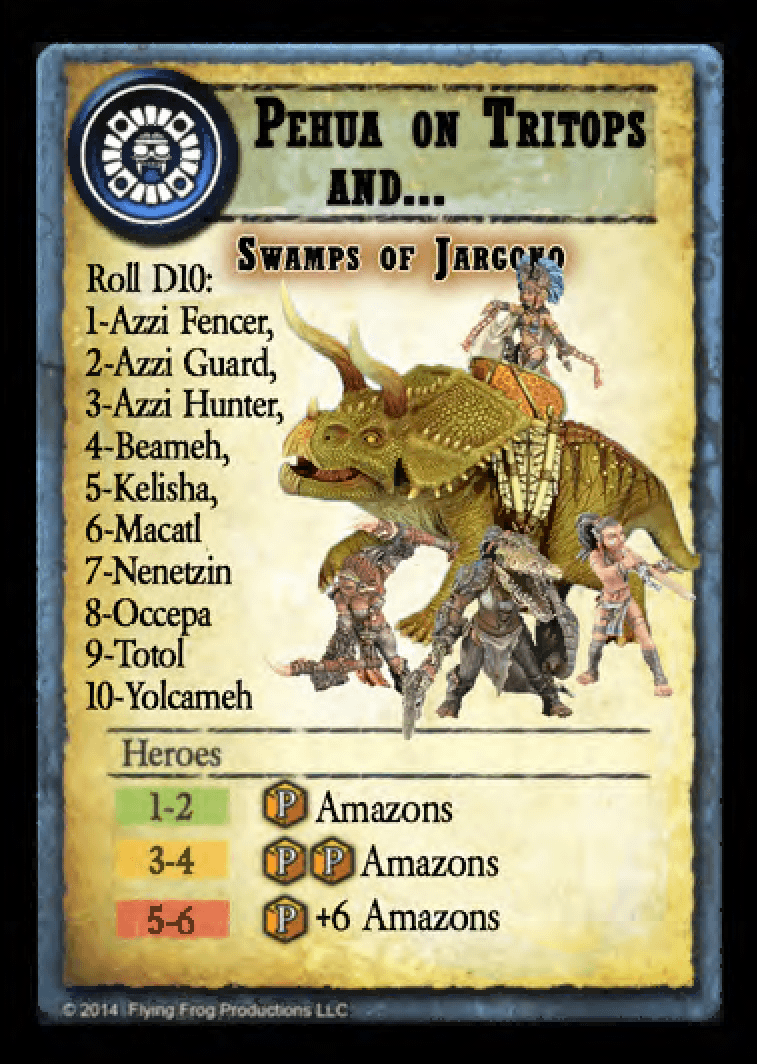 PEHUA ON TRITOPS
AND...
SWAMPS OF JARGONO
Roll D10:
1-Azzi Fencer,
2-Azzi Guard,
3-Azzi Hunter,
4-Beameh,
5-Kelisha,
6-Macatl
7-Nenetzin
8-Occepa
9-Totol
10-Yolcameh
Heroes
1-2 P Amazons
3-4 P P Amazons
5-6 P +6 Amazons
© 2014 Flying Frog Productions LLC